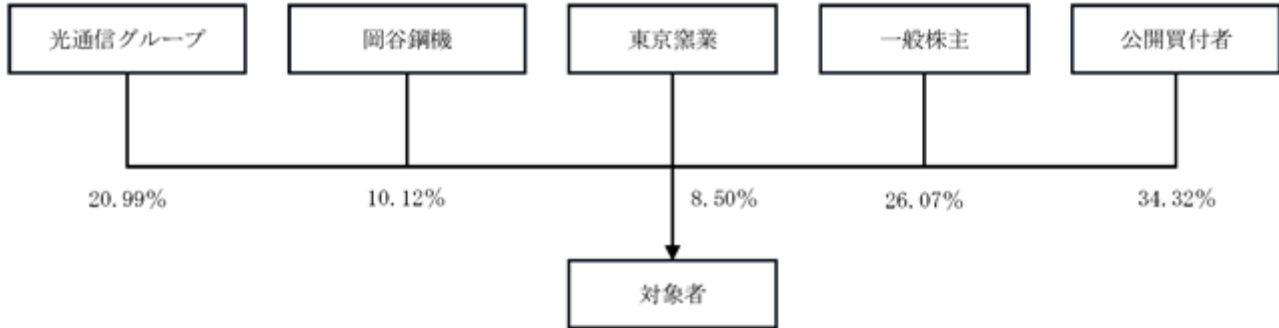 光通信グループ
岡谷鋼機
東京窯業
一般株主
公開買付者
20.99%
10.12%
8.50%
26.07%
34.32%
対象者